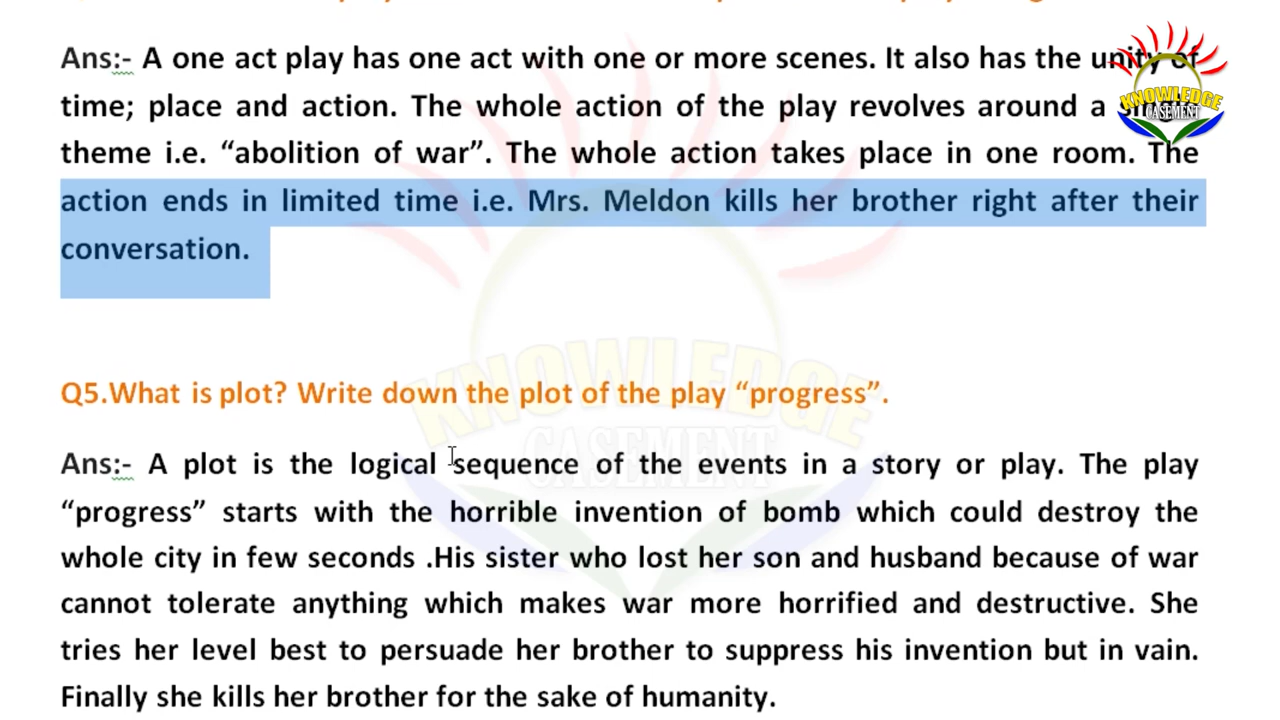 Ans:- A one act play has one act with one or more scenes. It also has the unity of
time; place and action. The whole action of the play revolves around a
theme i.e. “abolition of war”. The whole action takes place in one room. The
action ends in limited time i.e. Mrs. Meldon kills her brother right after their
conversation.
KNOWLEDGE
CASEMENT
Q5.What is plot? Write down the plot of the play “progress”.
KNOWLEDGE
CASEMENT
Ans:- A plot is the logical sequence of the events in a story or play. The play
“progress” starts with the horrible invention of bomb which could destroy the
whole city in few seconds .His sister who lost her son and husband because of war
cannot tolerate anything which makes war more horrified and destructive. She
tries her level best to persuade her brother to suppress his invention but in vain.
Finally she kills her brother for the sake of humanity.